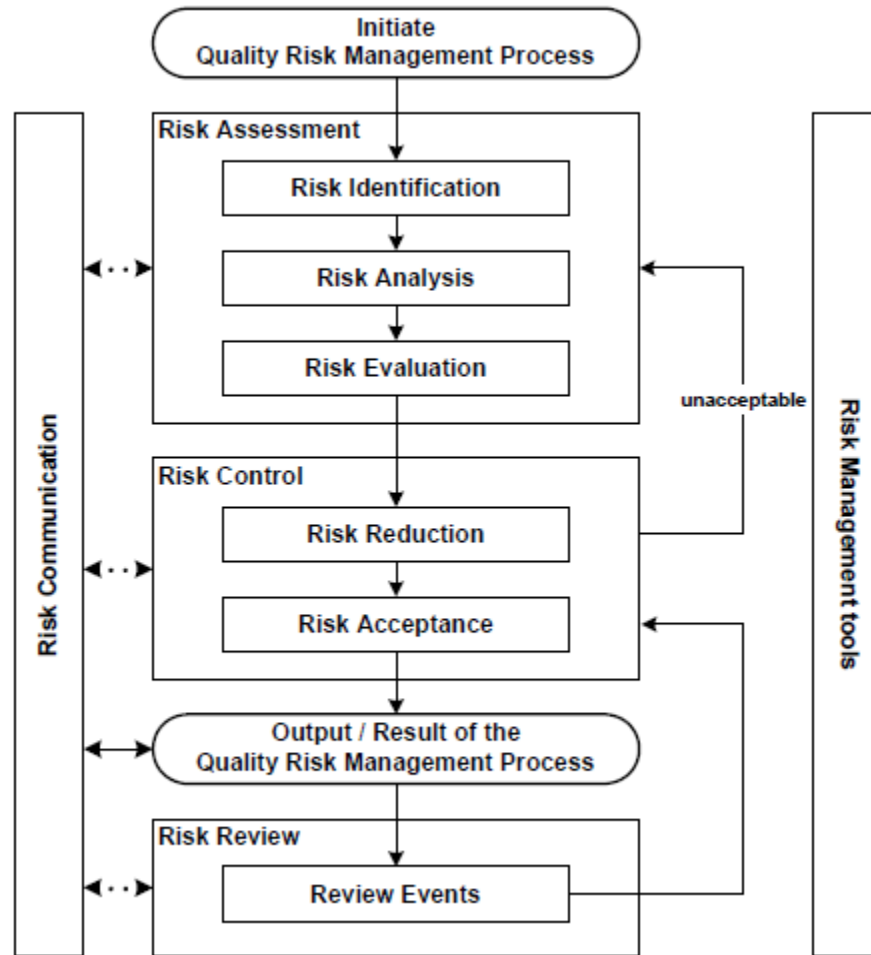 Initiate
Quality Risk Management Process
Risk Assessment
Risk Identification
Risk Analysis
Risk Evaluation
unacceptable
Risk Communication
Risk Management tools
Risk Control
Risk Reduction
Risk Acceptance
Output / Result of the
Quality Risk Management Process
Risk Review
Review Events